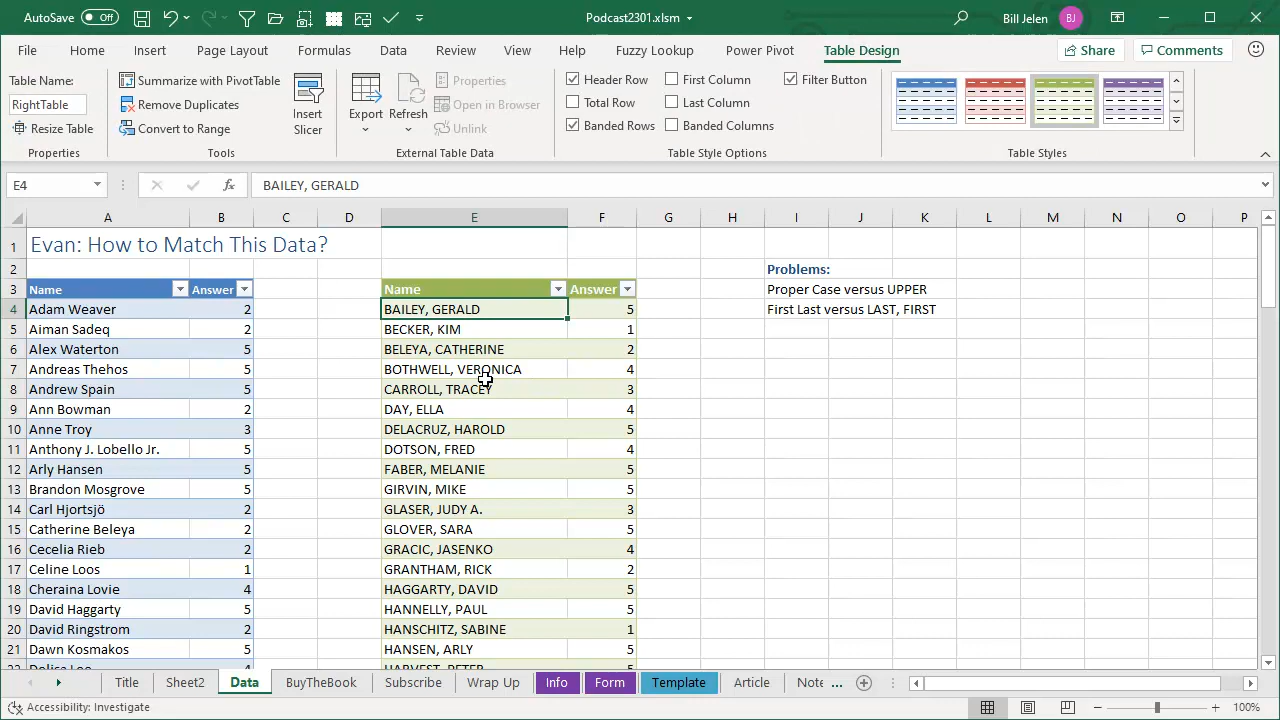 AutoSave Off Podcast2301.xlsm Bill Jelen BJ
File Home Insert Page Layout Formulas Data Review View Help Fuzzy Lookup Power Pivot Table Design Share Comments
Table Name:
RightTable
Resize Table
Properties
Summarize with PivotTable
Remove Duplicates
Convert to Range
Tools
Insert
Slicer
Export
Refresh
Properties
Open in Browser
Unlink
External Table Data
Header Row First Column Filter Button
Total Row Last Column
Banded Rows Banded Columns
Table Style Options
Table Styles
E4 fx BAILEY, GERALD
A B C D E F G H I J K L M N O P
1 Evan: How to Match This Data?
2 Problems:
3 Name Answer Name Answer Proper Case versus UPPER
4 Adam Weaver 2 BAILEY, GERALD 5 First Last versus LAST, FIRST
5 Aiman Sadeq 2 BECKER, KIM 1
6 Alex Waterton 5 BELEYA, CATHERINE 2
7 Andreas Thehos 5 BOTHWELL, VERONICA 4
8 Andrew Spain 5 CARROLL, TRACEY 3
9 Ann Bowman 2 DAY, ELLA 4
10 Anne Troy 3 DELACRUZ, HAROLD 5
11 Anthony J. Lobello Jr. 5 DOTSON, FRED 4
12 Arly Hansen 5 FABER, MELANIE 5
13 Brandon Mosgrove 5 GIRVIN, MIKE 5
14 Carl Hjortsjö 2 GLASER, JUDY A. 3
15 Catherine Beleya 2 GLOVER, SARA 5
16 Cecelia Rieb 2 GRACIC, JASENKO 4
17 Celine Loos 1 GRANTHAM, RICK 2
18 Cheraina Lovie 4 HAGGARTY, DAVID 5
19 David Haggarty 5 HANNELLY, PAUL 5
20 David Ringstrom 2 HANSCHITZ, SABINE 1
21 Dawn Kosmakos 5 HANSEN, ARLY 5
Title Sheet2 Data BuyTheBook Subscribe Wrap Up Info Form Template Article Note ...
Accessibility: Investigate 100%